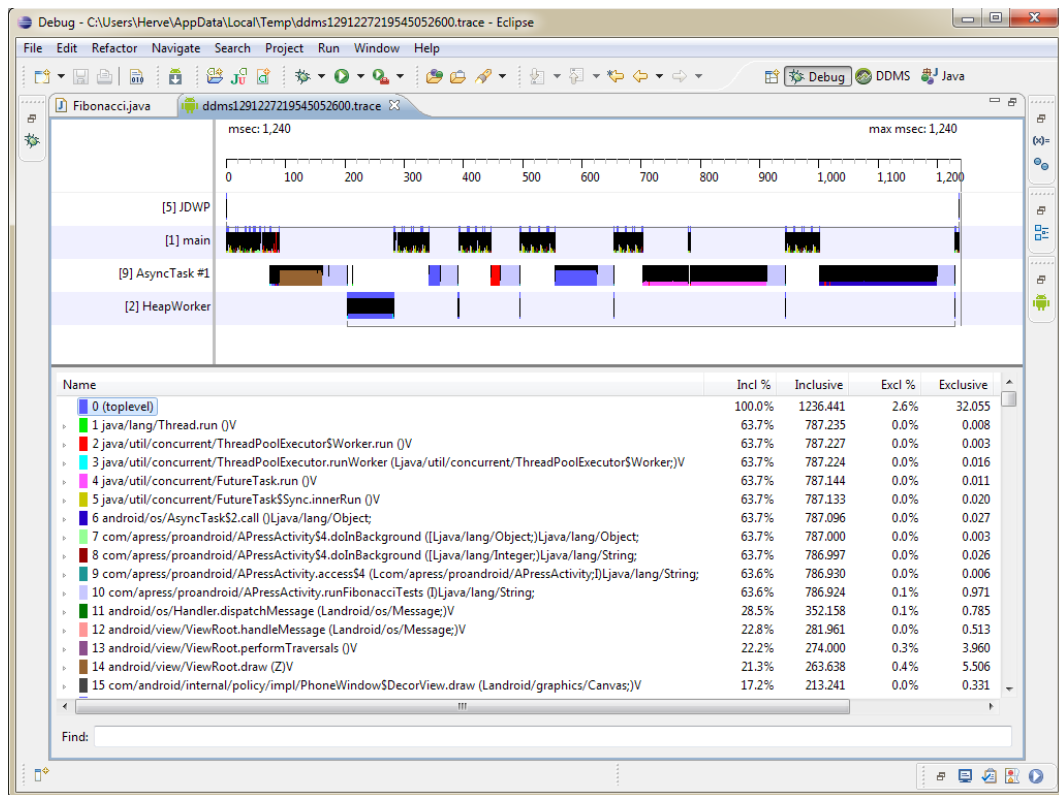 Debug - C:\Users\Herve\AppData\Local\Temp\ddms1291227219545052600.trace - Eclipse
File Edit Refactor Navigate Search Project Run Window Help
Debug DDMS Java
Fibonacci.java ddms1291227219545052600.trace
msec: 1,240 max msec: 1,240
0 100 200 300 400 500 600 700 800 900 1,000 1,100 1,200
[5] JDWP
[1] main
[9] AsyncTask #1
[2] HeapWorker
Name Incl % Inclusive Excl % Exclusive
0 (toplevel) 100.0% 1236.441 2.6% 32.055
1 java/lang/Thread.run ()V 63.7% 787.235 0.0% 0.008
2 java/util/concurrent/ThreadPoolExecutor$Worker.run ()V 63.7% 787.227 0.0% 0.003
3 java/util/concurrent/ThreadPoolExecutor.runWorker (Ljava/util/concurrent/ThreadPoolExecutor$Worker;)V 63.7% 787.224 0.0% 0.016
4 java/util/concurrent/FutureTask.run ()V 63.7% 787.144 0.0% 0.011
5 java/util/concurrent/FutureTask$Sync.innerRun ()V 63.7% 787.133 0.0% 0.020
6 android/os/AsyncTask$2.call ()Ljava/lang/Object; 63.7% 787.096 0.0% 0.027
7 com/apress/proandroid/APressActivity$4.doInBackground ([Ljava/lang/Object;)Ljava/lang/Object; 63.7% 787.000 0.0% 0.003
8 com/apress/proandroid/APressActivity$4.doInBackground ([Ljava/lang/Integer;)Ljava/lang/String; 63.7% 786.997 0.0% 0.026
9 com/apress/proandroid/APressActivity.access$4 (Lcom/apress/proandroid/APressActivity;I)Ljava/lang/String; 63.6% 786.930 0.0% 0.006
10 com/apress/proandroid/APressActivity.runFibonacciTests (I)Ljava/lang/String; 63.6% 786.924 0.1% 0.971
11 android/os/Handler.dispatchMessage (Landroid/os/Message;)V 28.5% 352.158 0.1% 0.785
12 android/view/ViewRoot.handleMessage (Landroid/os/Message;)V 22.8% 281.961 0.0% 0.513
13 android/view/ViewRoot.performTraversals ()V 22.2% 274.000 0.3% 3.960
14 android/view/ViewRoot.draw (Z)V 21.3% 263.638 0.4% 5.506
15 com/android/internal/policy/impl/PhoneWindow$DecorView.draw (Landroid/graphics/Canvas;)V 17.2% 213.241 0.0% 0.331
Find: